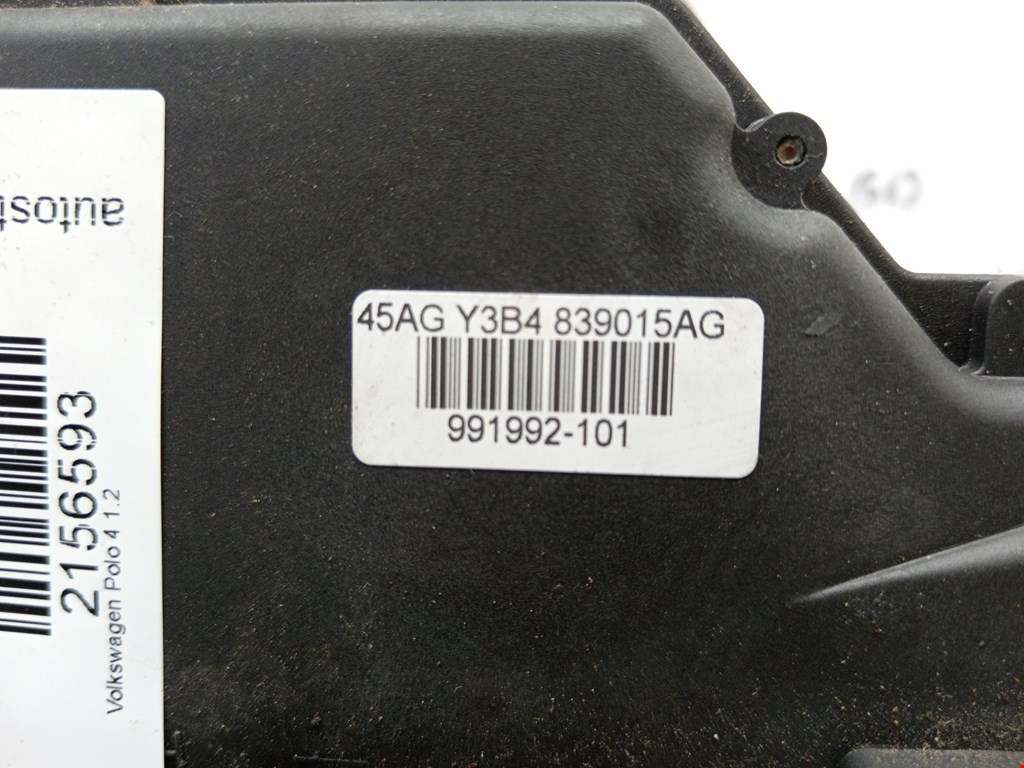 45AG Y3B4 839015AG
991992-101
autost
2156593
Volkswagen Polo 4 1.2